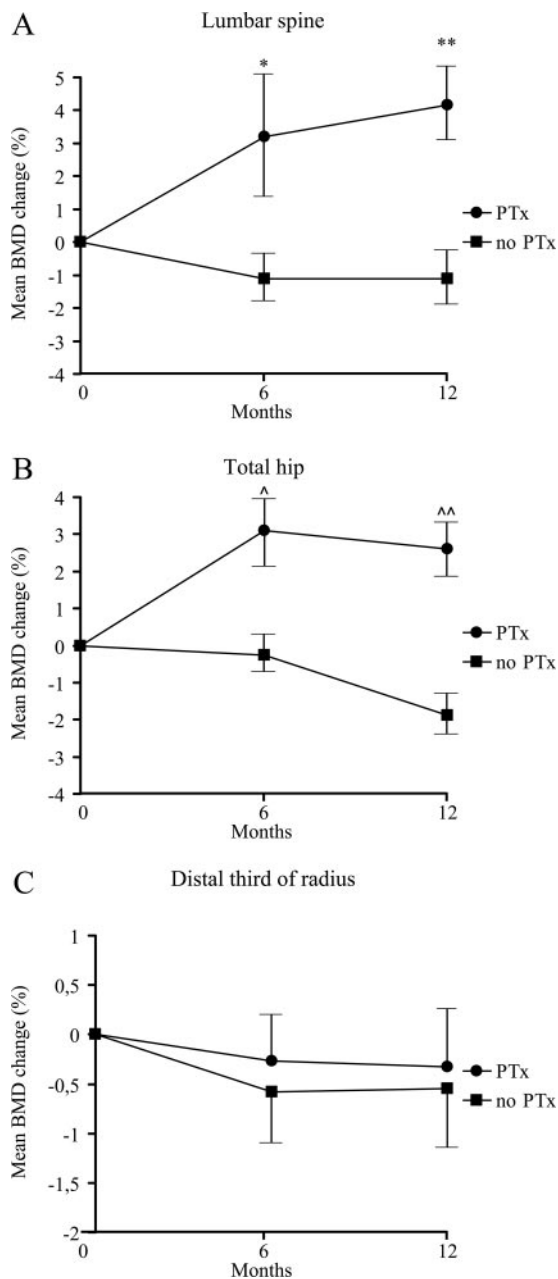 A
Lumbar spine
Mean BMD change (%)
5
4
3
2
1
0
-1
-2
-3
-4
*
**
PTx
no PTx
0
6
12
Months
B
Total hip
Mean BMD change (%)
4
3
2
1
0
-1
-2
-3
-4
^
^^
PTx
no PTx
0
6
12
Months
C
Distal third of radius
Mean BMD change (%)
1
0,5
0
-0,5
-1
-1,5
-2
PTx
no PTx
0
6
12
Months